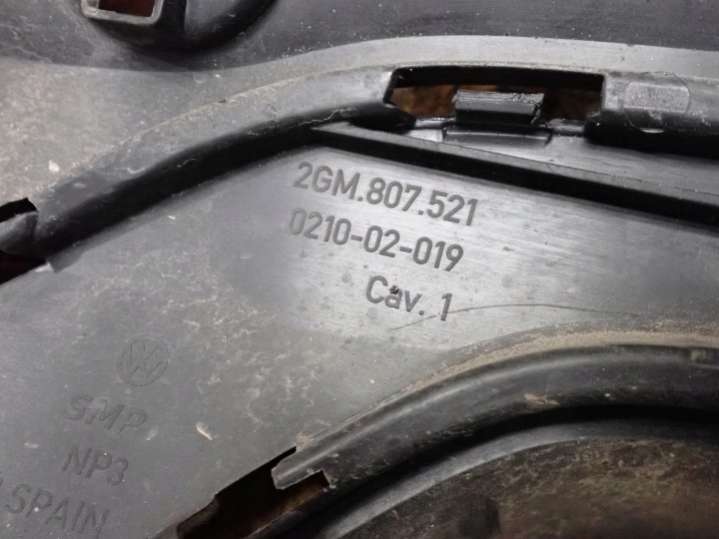 2GM.807.521
0210-02-019
Cav. 1
SMP
NP3
SPAIN